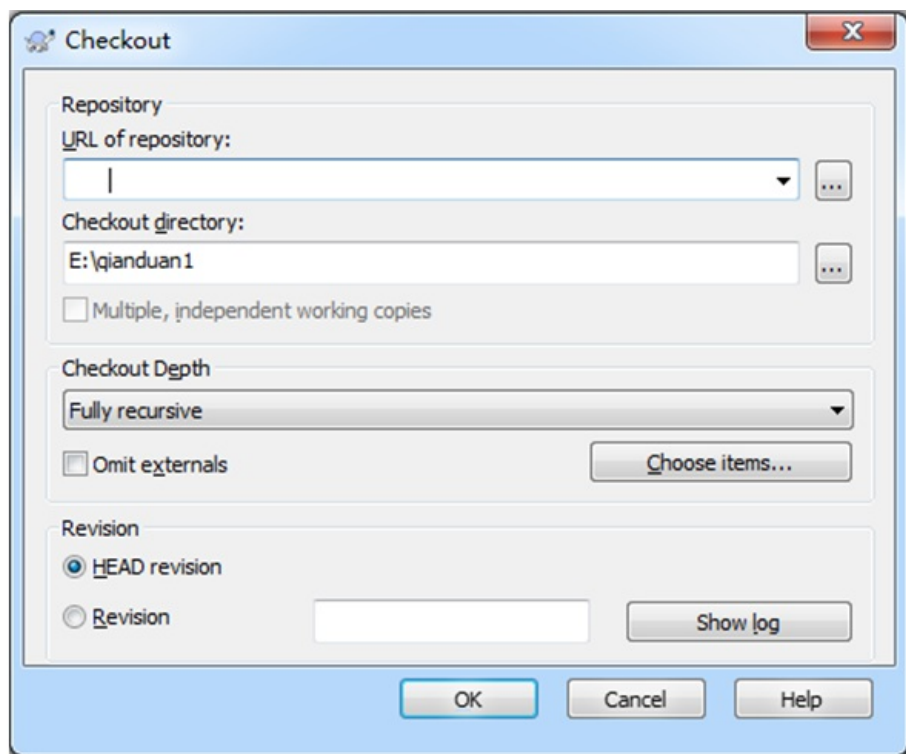 Checkout
Repository
URL of repository:
...
Checkout directory:
E:\qianduan1
...
Multiple, independent working copies
Checkout Depth
Fully recursive
Omit externals
Choose items...
Revision
HEAD revision
Revision
Show log
OK
Cancel
Help